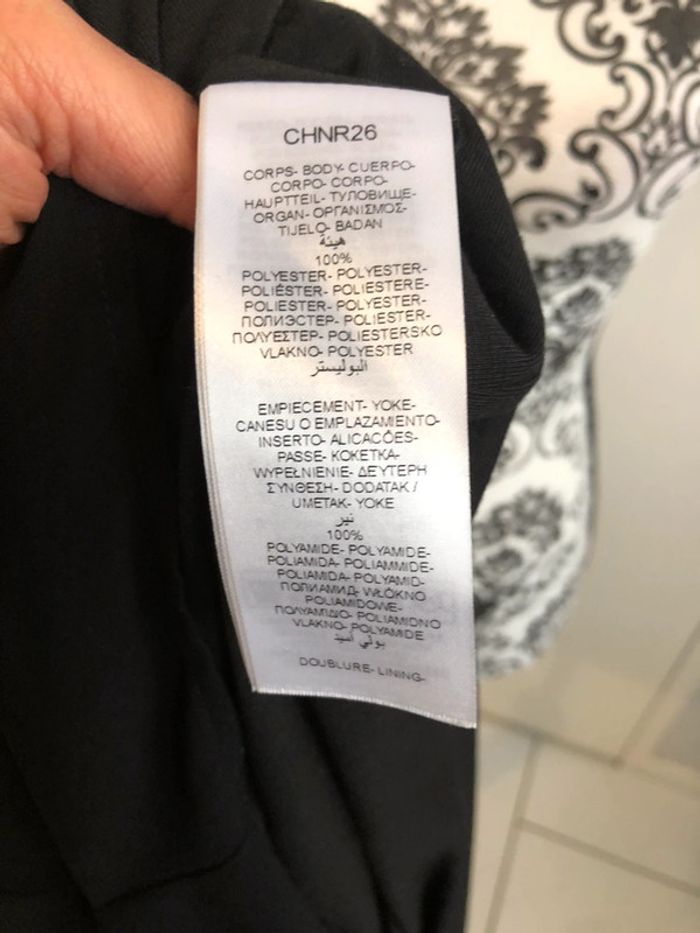 CHNR26
CORPS- BODY- CUERPO-
CORPO- CORPO-
HAUPTTEIL- ТУЛОВИЩЕ-
ORGAN- ΟΡΓΑΝΙΣΜΟΣ-
TIJELO- BADAN
هيئة
100%
POLYESTER- POLYESTER-
POLIÉSTER- POLIESTERE-
POLIESTER- POLYESTER-
ПОЛИЭСТЕР- POLIESTER-
ΠΟΛΥΕΣΤΕΡ- POLIESTERSKO
VLAKNO- POLYESTER
البوليستر
EMPIECEMENT- YOKE-
CANESU O EMPLAZAMIENTO-
INSERTO- ALICACÕES-
PASSE- KOKETKA-
WYPEŁNIENIE- ΔΕΥΤΕΡΗ
ΣΥΝΘΕΣΗ- DODATAK /
UMETAK- YOKE
نير
100%
POLYAMIDE- POLYAMIDE-
POLIAMIDA- POLIAMMIDE-
POLIAMIDA- POLYAMID-
ПОЛИАМИД- WŁÓKNO
POLIAMIDOWE-
ΠΟΛΥΑΜΙΔΙΟ- POLIAMIDNO
VLAKNO- POLYAMIDE
بولي أميد
DOUBLURE- LINING-